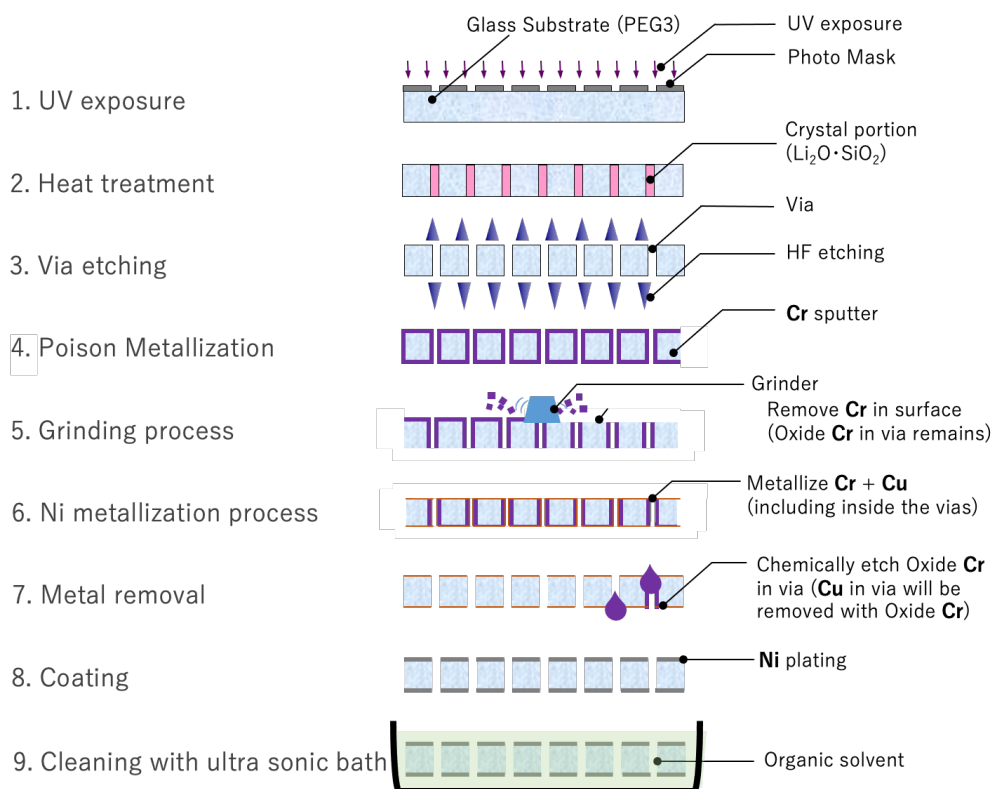 Glass Substrate (PEG3)
UV exposure
Photo Mask
1. UV exposure
Crystal portion
(Li₂O・SiO₂)
2. Heat treatment
Via
3. Via etching
HF etching
Cr sputter
4. Poison Metallization
Grinder
Remove Cr in surface
(Oxide Cr in via remains)
5. Grinding process
Metallize Cr + Cu
(including inside the vias)
6. Ni metallization process
Chemically etch Oxide Cr
in via (Cu in via will be
removed with Oxide Cr)
7. Metal removal
Ni plating
8. Coating
9. Cleaning with ultra sonic bath
Organic solvent